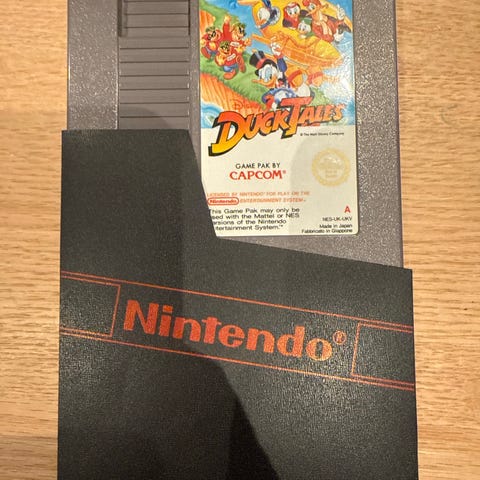 Disney's
DUCKTALES
© The Walt Disney Company
GAME PAK BY
CAPCOM®
LICENSED BY NINTENDO® FOR PLAY ON THE
Nintendo ENTERTAINMENT SYSTEM™
This Game Pak may only be
used with the Mattel or NES
versions of the Nintendo
Entertainment System.™
A
NES-UK-UKV
Made in Japan
Fabbricato in Giappone
Nintendo®